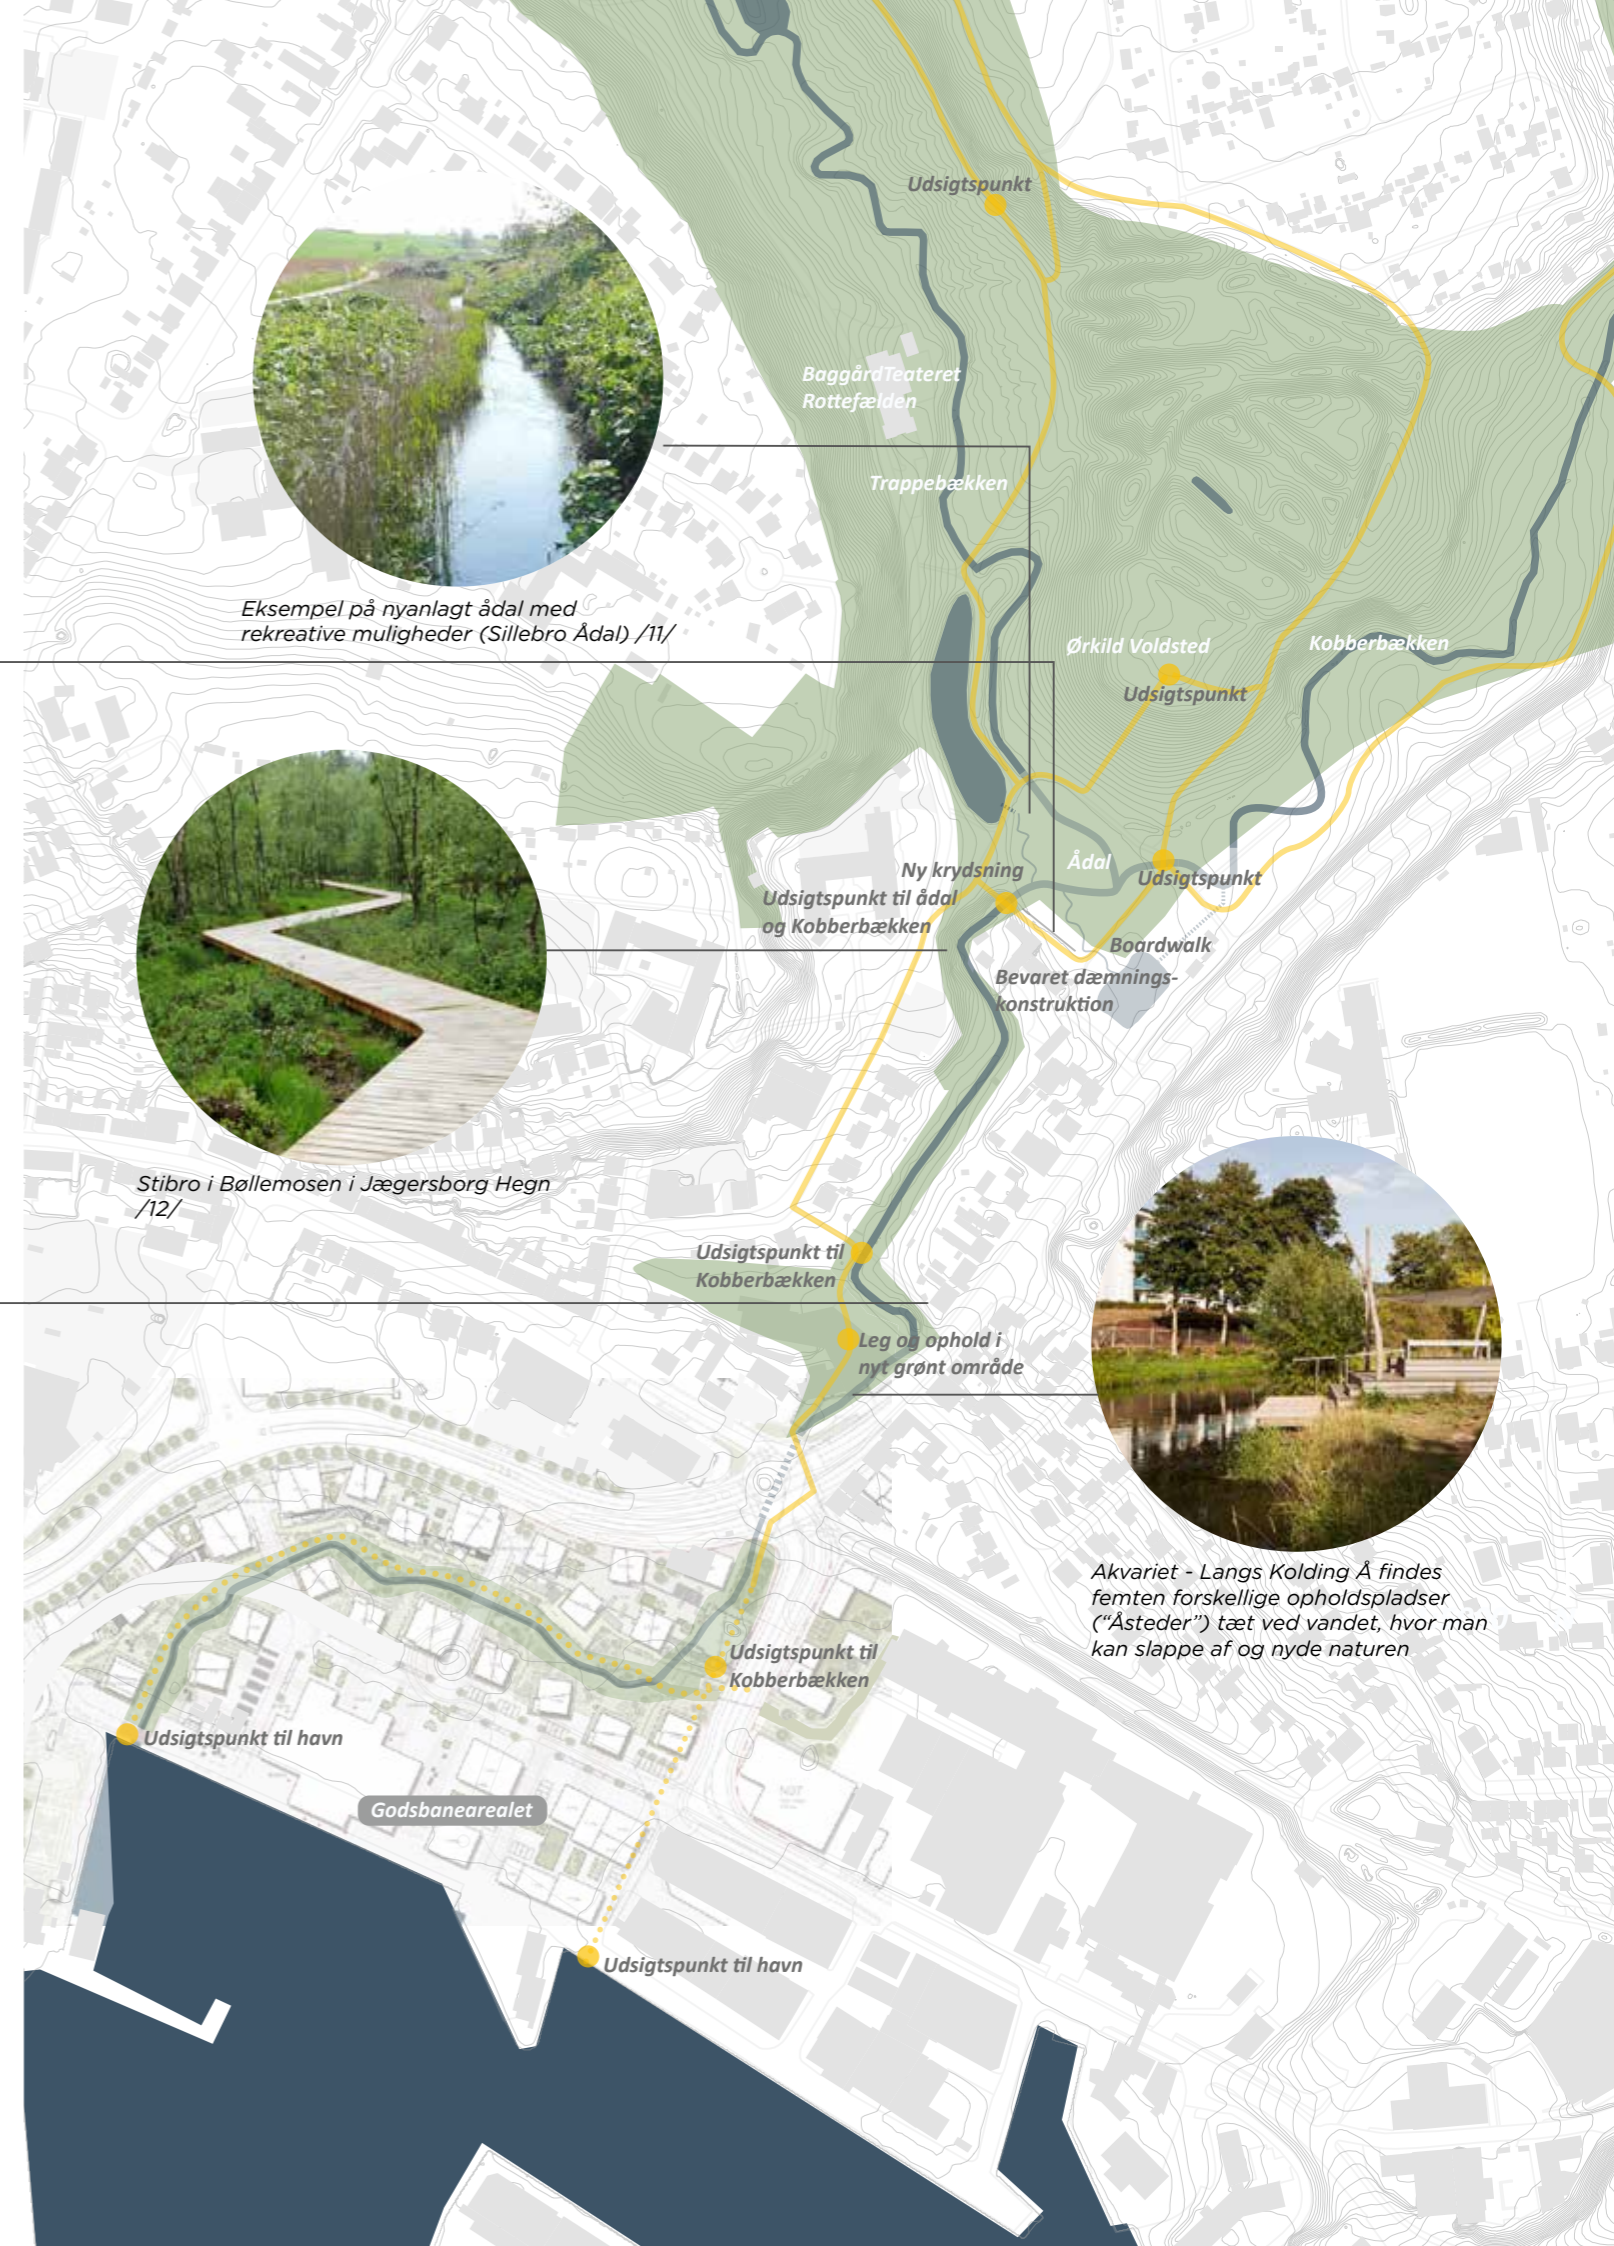 Udsigtspunkt
BaggårdTeateret
Rottefælden
Trappebækken
Eksempel på nyanlagt ådal med
rekreative muligheder (Sillebro Ådal) /11/
Ørkild Voldsted
Udsigtspunkt
Kobberbækken
Ny krydsning
Udsigtspunkt til ådal
og Kobberbækken
Ådal
Udsigtspunkt
Boardwalk
Bevaret dæmnings-
konstruktion
Stibro i Bøllemosen i Jægersborg Hegn
/12/
Udsigtspunkt til
Kobberbækken
Leg og ophold i
nyt grønt område
Akvariet - Langs Kolding Å findes
femten forskellige opholdspladser
(“Åsteder”) tæt ved vandet, hvor man
kan slappe af og nyde naturen
Udsigtspunkt til
Kobberbækken
Udsigtspunkt til havn
Godsbanearealet
Udsigtspunkt til havn